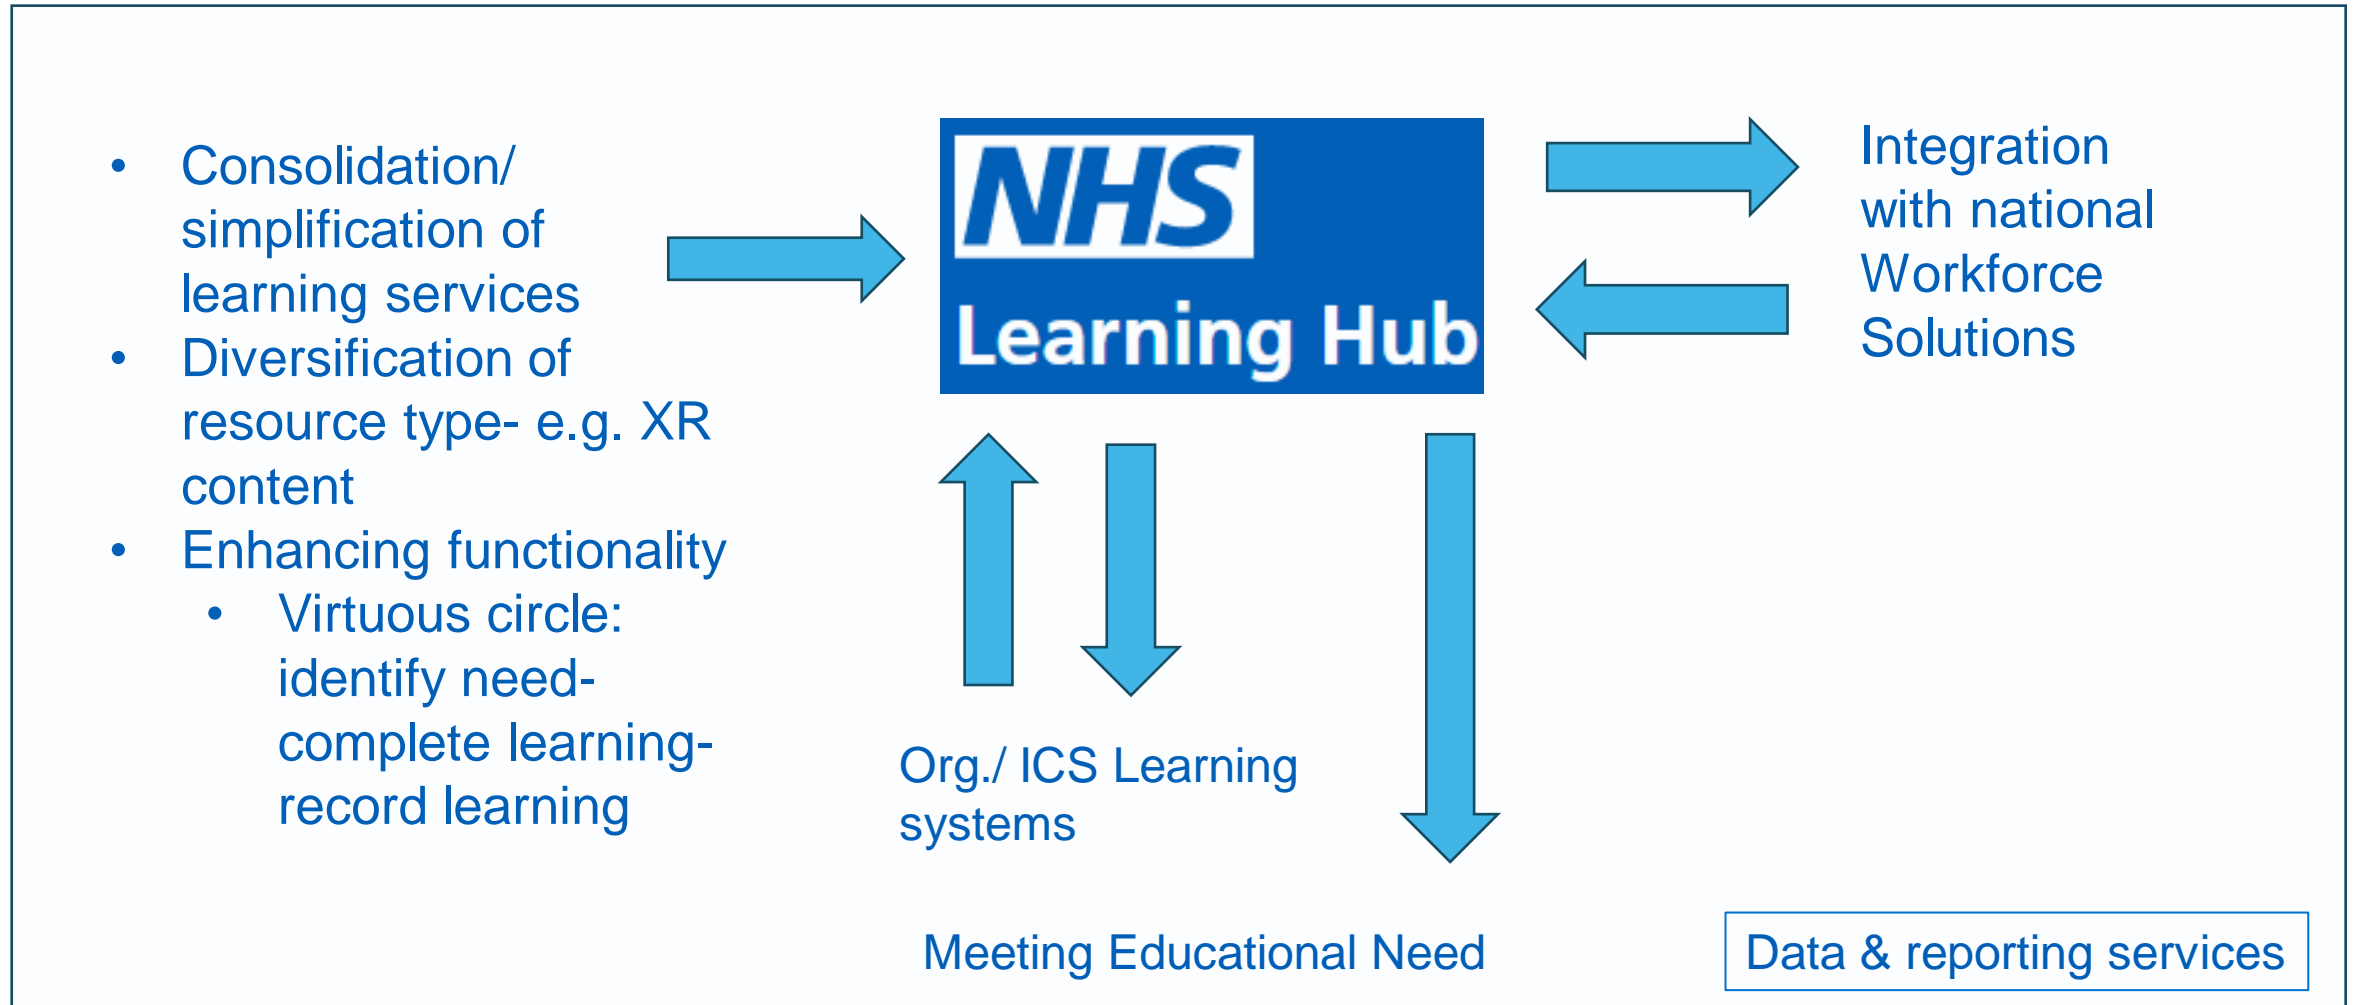 • Consolidation/
simplification of
learning services
• Diversification of
resource type- e.g. XR
content
• Enhancing functionality
• Virtuous circle:
identify need-
complete learning-
record learning
NHS
Learning Hub
Integration
with national
Workforce
Solutions
Org./ ICS Learning
systems
Meeting Educational Need
Data & reporting services